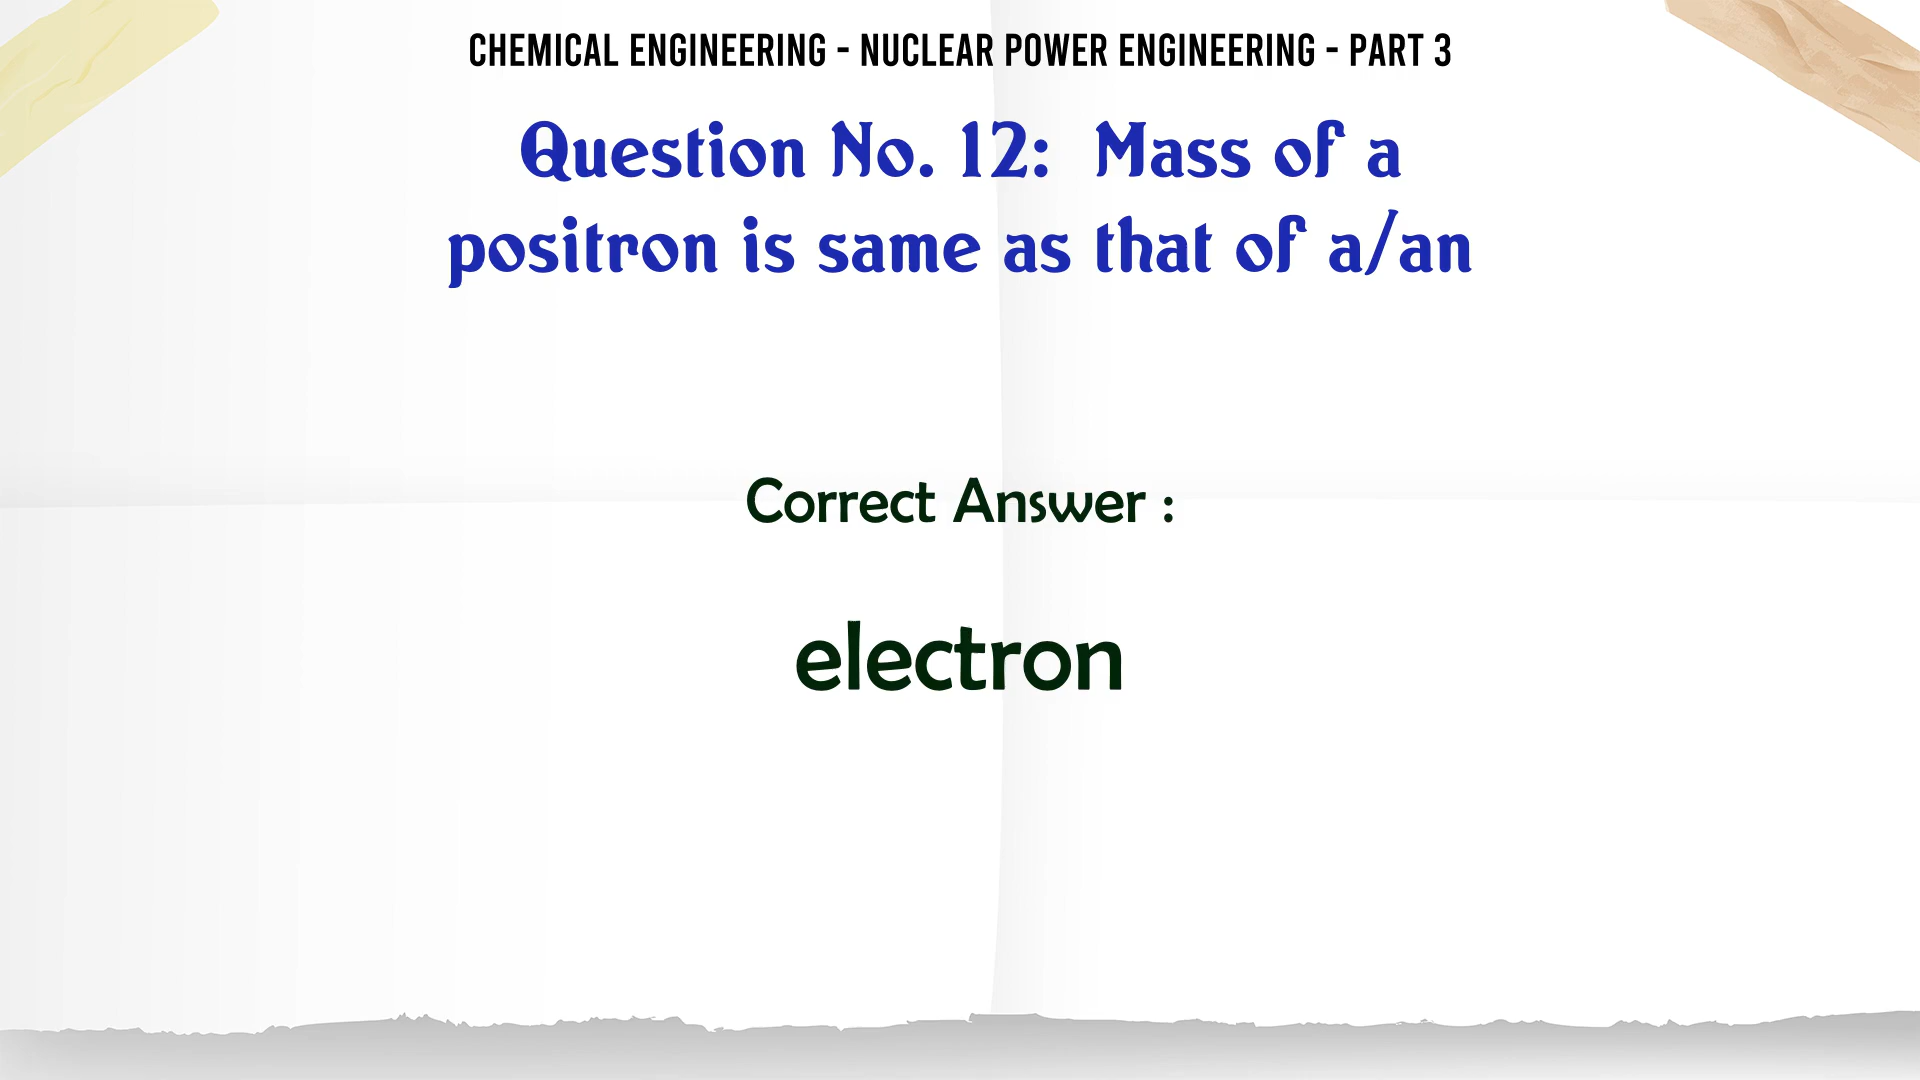 CHEMICAL ENGINEERING - NUCLEAR POWER ENGINEERING - PART 3
Question No. 12: Mass of a
positron is same as that of a/an
Correct Answer :
electron